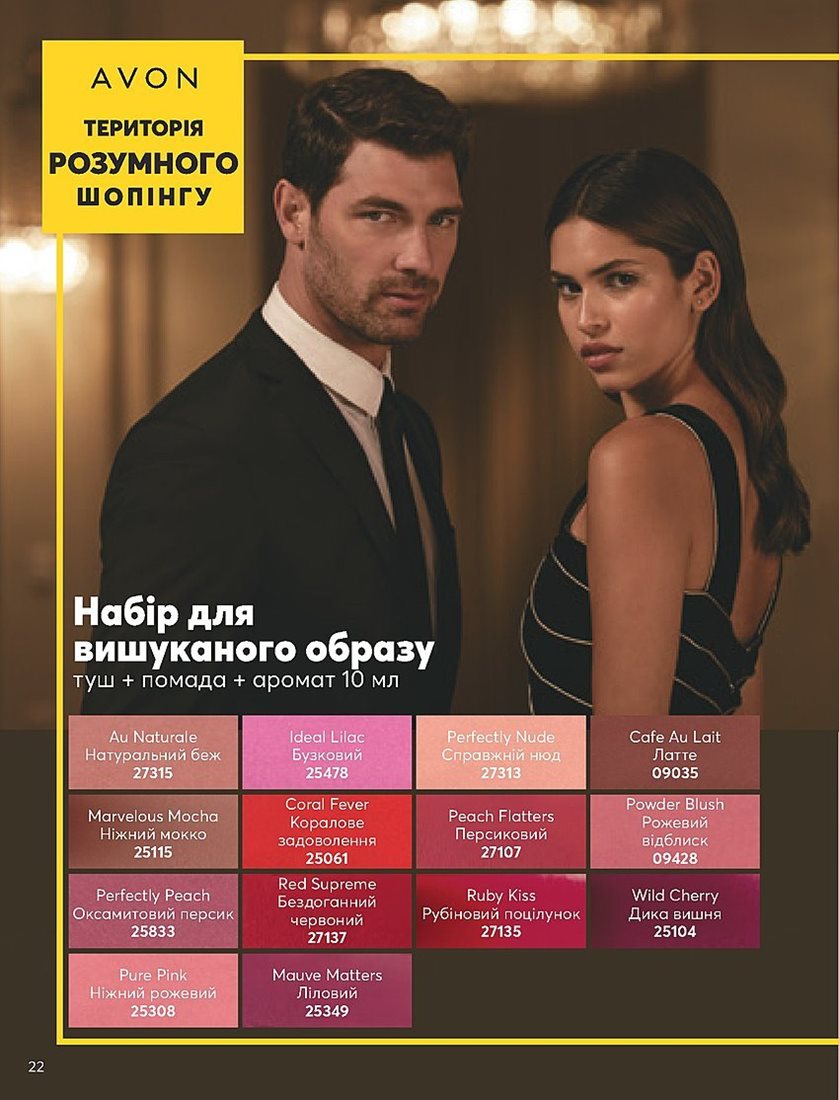 AVON
ТЕРИТОРІЯ
РОЗУМНОГО
ШОПІНГУ
Набір для
вишуканого образу
туш + помада + аромат 10 мл
Au Naturale
Натуральний беж
27315
Ideal Lilac
Бузковий
25478
Perfectly Nude
Справжній нюд
27313
Cafe Au Lait
Латте
09035
Marvelous Mocha
Ніжний мокко
25115
Coral Fever
Коралове
задоволення
25061
Peach Flatters
Персиковий
27107
Powder Blush
Рожевий
відблиск
09428
Perfectly Peach
Оксамитовий персик
25833
Red Supreme
Бездоганний
червоний
27137
Ruby Kiss
Рубіновий поцілунок
27135
Wild Cherry
Дика вишня
25104
Pure Pink
Ніжний рожевий
25308
Mauve Matters
Ліловий
25349
22